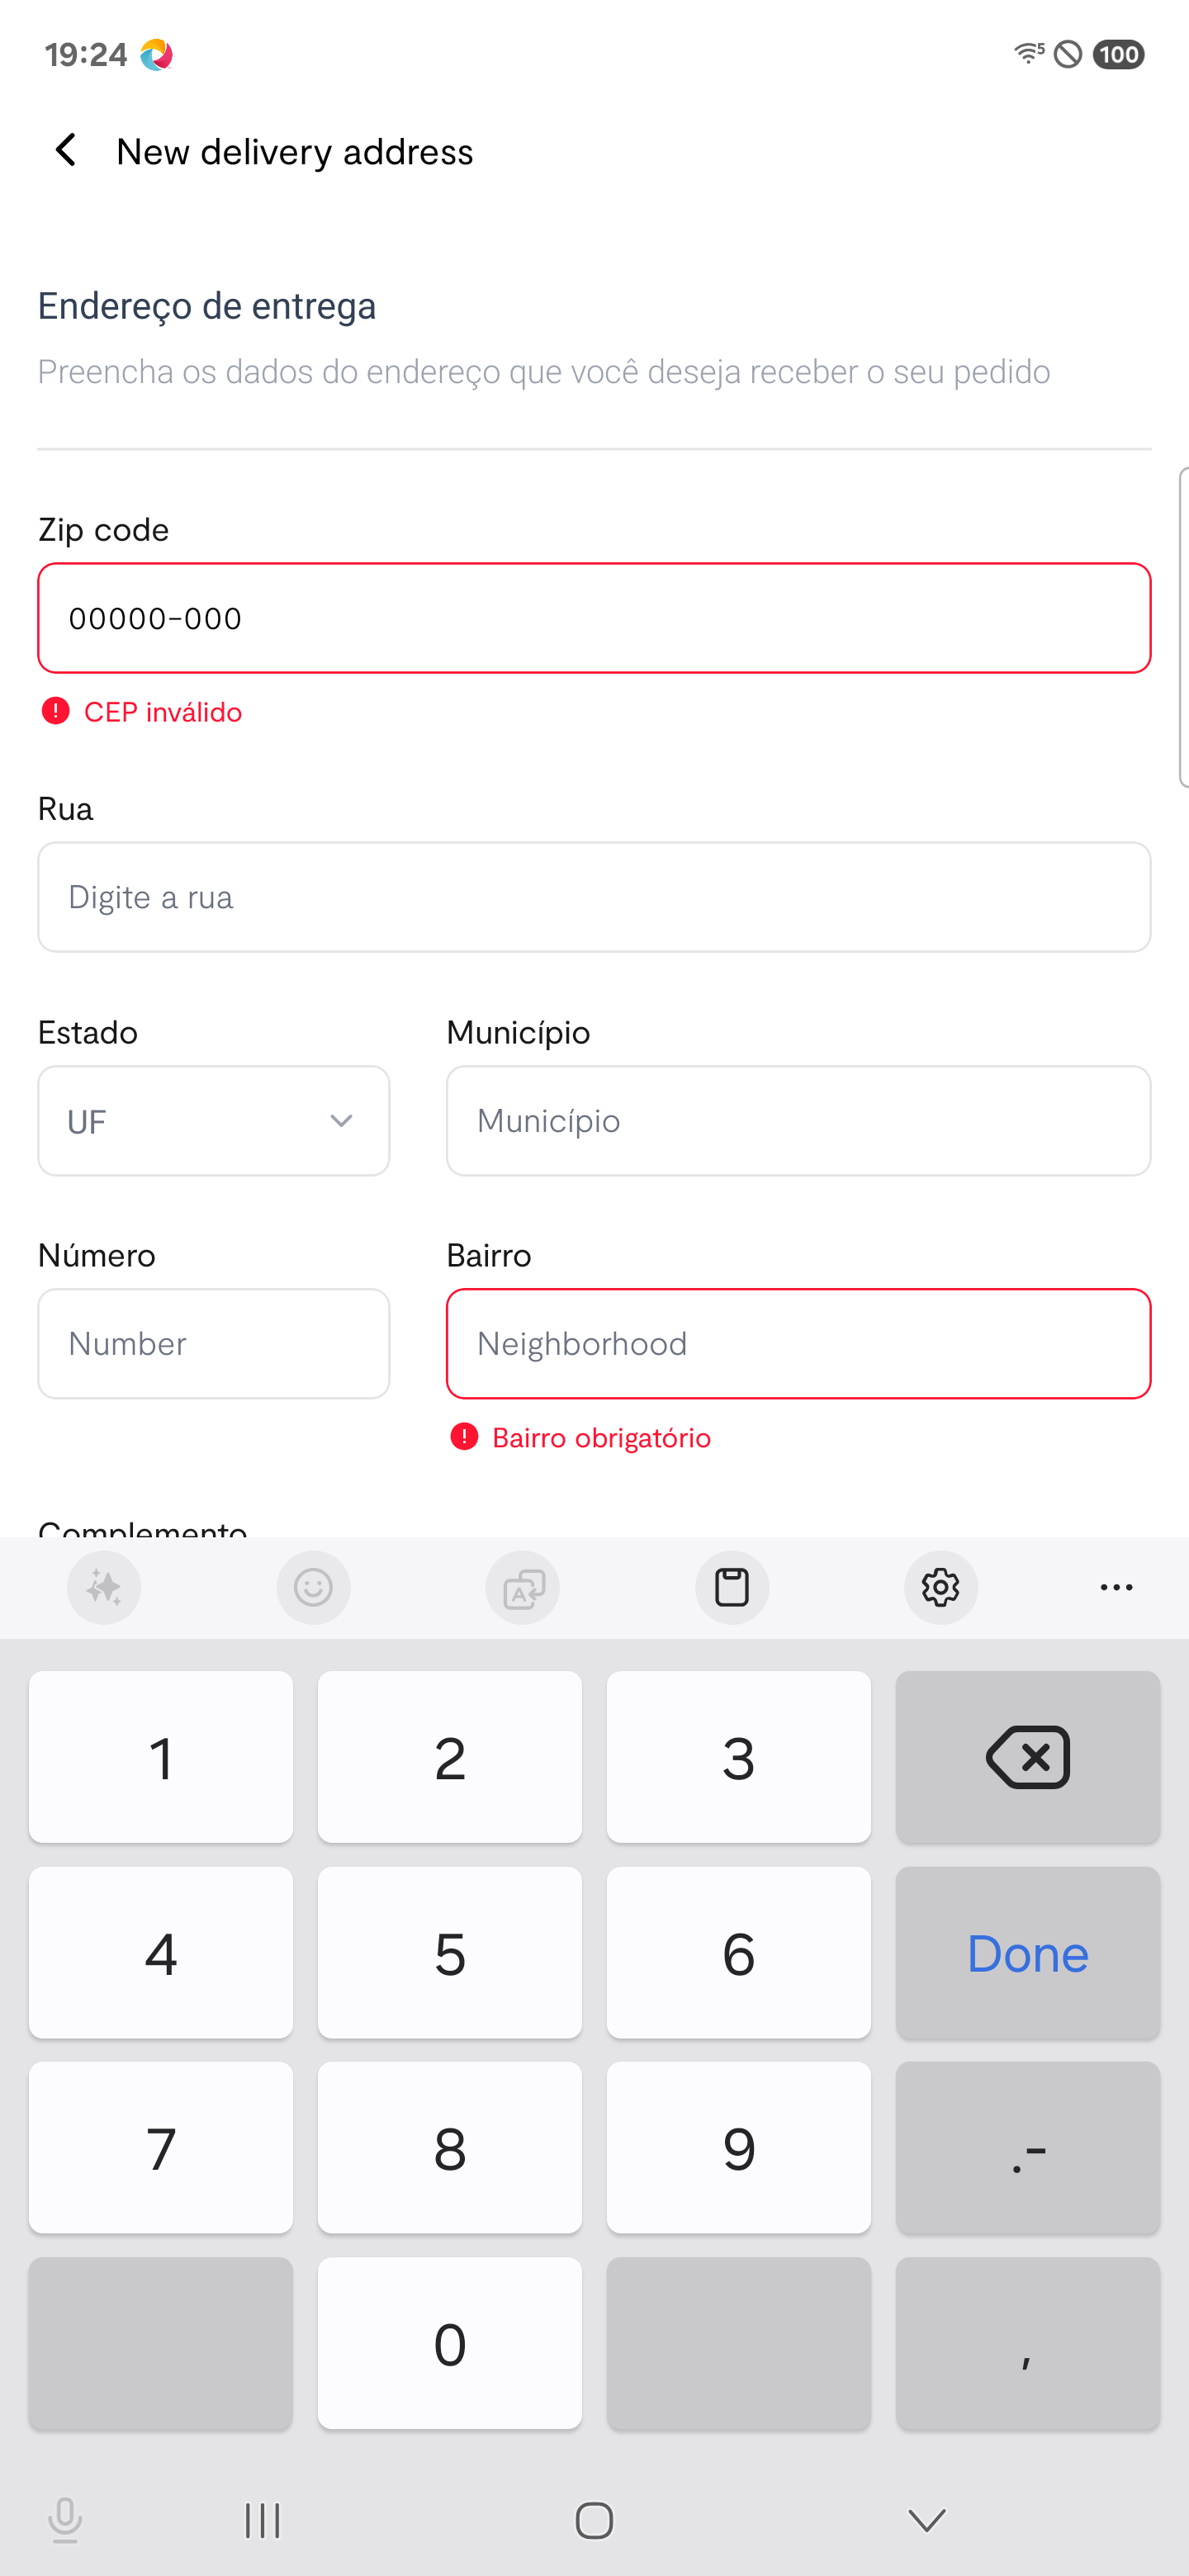 19:24
5
100
New delivery address
Endereço de entrega
Preencha os dados do endereço que você deseja receber o seu pedido
Zip code
00000-000
! CEP inválido
Rua
Digite a rua
Estado Município
UF Município
Número Bairro
Number Neighborhood
! Bairro obrigatório
Complemento
A
1 2 3
4 5 6 Done
7 8 9 .-
0 ,